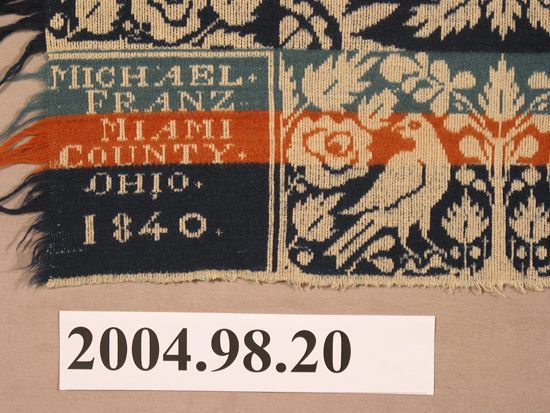 MICHAEL.
FRANZ
MIAMI
COUNTY.
OHIO.
1840.
2004.98.20